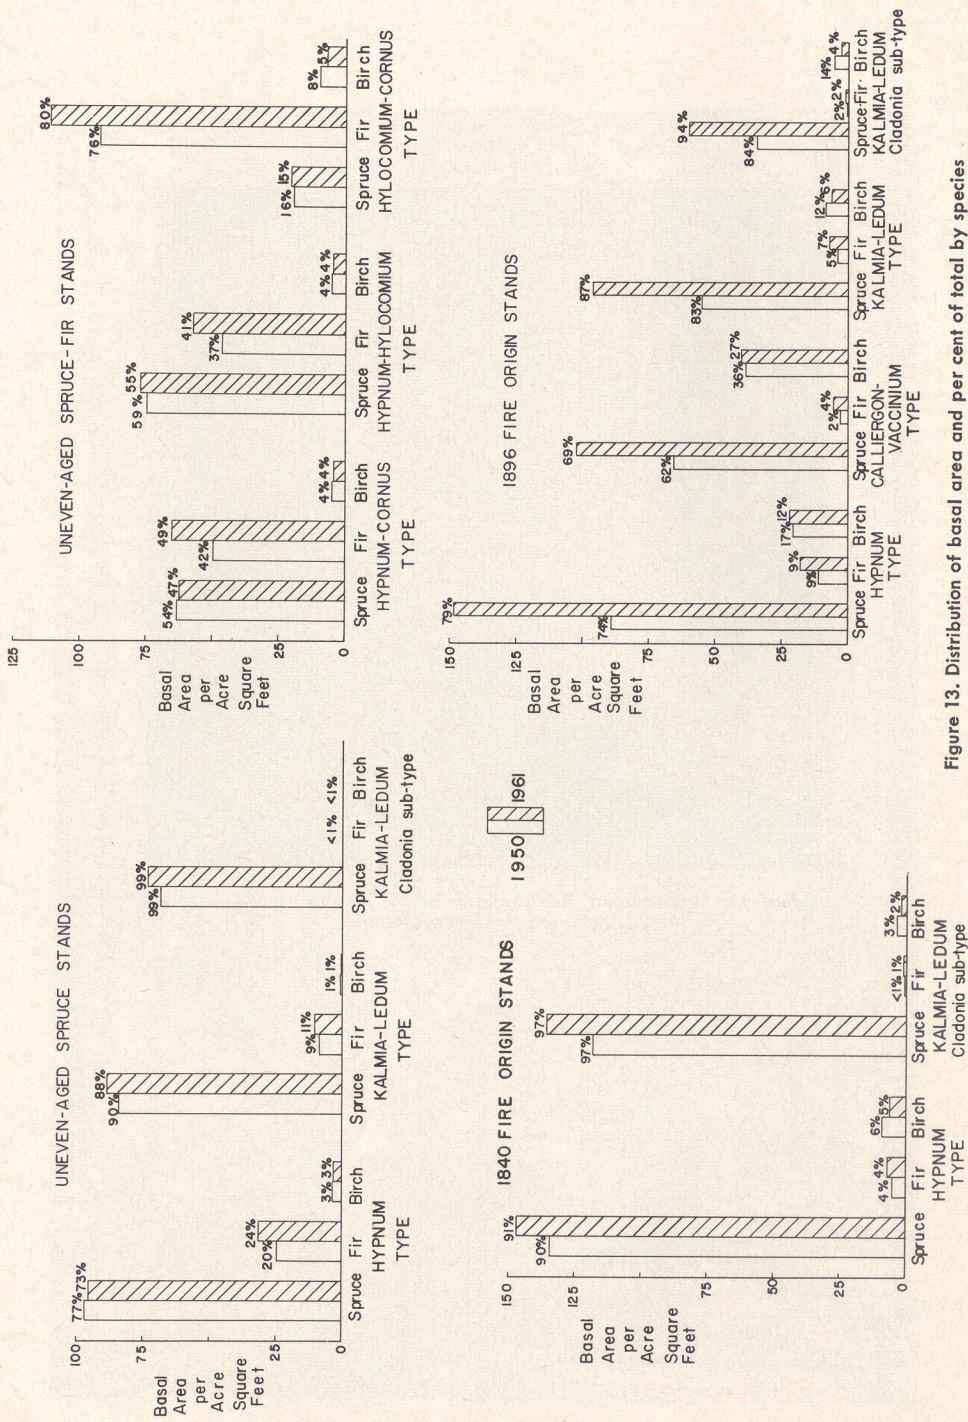 UNEVEN-AGED SPRUCE STANDS
100
75
25
0
Basal
Area
per
Acre
Square
Feet
77% 73%
20% 24%
3% 3%
Spruce Fir Birch
HYPNUM
TYPE
90% 88%
9% 11%
1% 1%
Spruce Fir Birch
KALMIA-LEDUM
TYPE
99% 99%
<1% <1%
Spruce Fir Birch
KALMIA-LEDUM
Cladonia sub-type
UNEVEN-AGED SPRUCE-FIR STANDS
125
100
75
25
0
Basal
Area
per
Acre
Square
Feet
54% 47%
42% 49%
4% 4%
Spruce Fir Birch
HYPNUM-CORNUS
TYPE
59% 55%
37% 41%
4% 4%
Spruce Fir Birch
HYPNUM-HYLOCOMIUM
TYPE
16% 15%
76% 80%
8% 5%
Spruce Fir Birch
HYLOCOMIUM-CORNUS
TYPE
1840 FIRE ORIGIN STANDS
150
125
75
25
0
Basal
Area
per
Acre
Square
Feet
90% 91%
4% 4%
6% 5%
Spruce Fir Birch
HYPNUM
TYPE
97% 97%
<1% 1%
3% 2%
Spruce Fir Birch
KALMIA-LEDUM
Cladonia sub-type
1950 1961
1896 FIRE ORIGIN STANDS
150
125
75
50
25
0
Basal
Area
per
Acre
Square
Feet
74% 79%
9% 9%
17% 12%
Spruce Fir Birch
HYPNUM
TYPE
62% 69%
2% 4%
36% 27%
Spruce Fir Birch
CALLIERGON-
VACCINIUM
TYPE
83% 87%
5% 7%
12% 6%
Spruce Fir Birch
KALMIA-LEDUM
TYPE
84% 94%
2% 2%
14% 4%
Spruce Fir Birch
KALMIA-LEDUM
Cladonia sub-type
Figure 13. Distribution of basal area and per cent of total by species